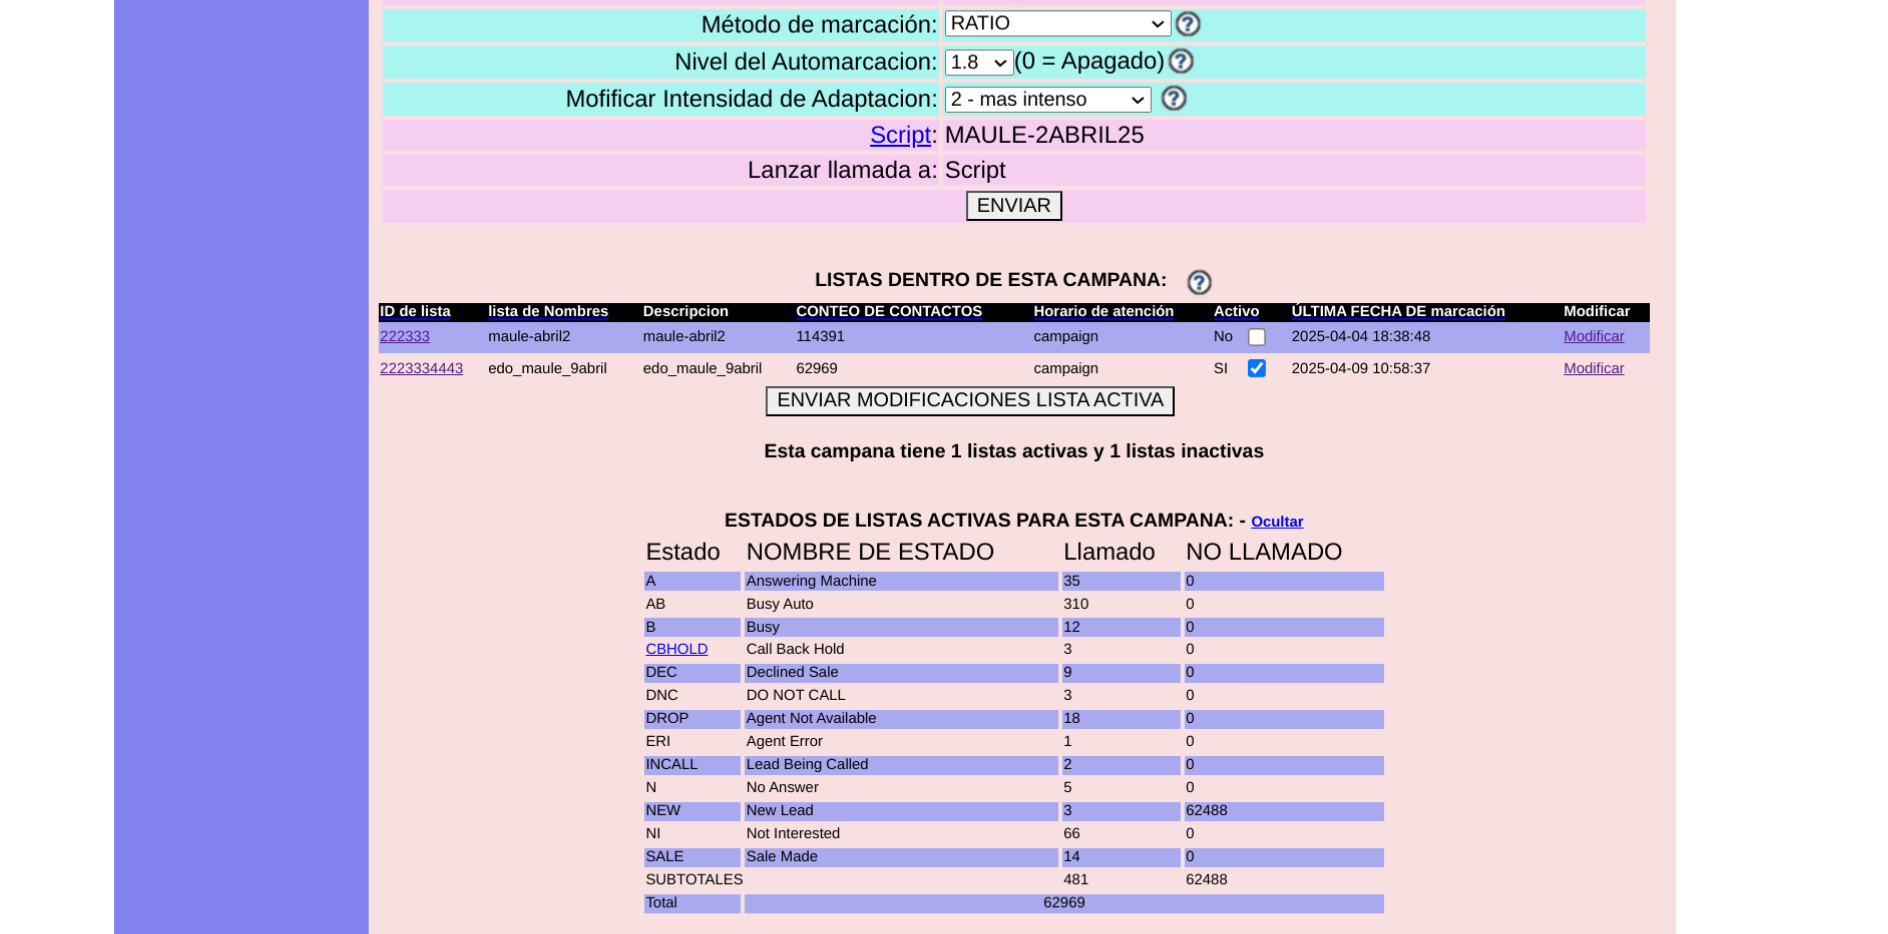 Método de marcación: RATIO
Nivel del Automarcacion: 1.8 (0 = Apagado)
Mofificar Intensidad de Adaptacion: 2 - mas intenso
Script: MAULE-2ABRIL25
Lanzar llamada a: Script
ENVIAR
LISTAS DENTRO DE ESTA CAMPANA:
ID de lista lista de Nombres Descripcion CONTEO DE CONTACTOS Horario de atención Activo ÚLTIMA FECHA DE marcación Modificar
222333 maule-abril2 maule-abril2 114391 campaign No 2025-04-04 18:38:48 Modificar
2223334443 edo_maule_9abril edo_maule_9abril 62969 campaign SI 2025-04-09 10:58:37 Modificar
ENVIAR MODIFICACIONES LISTA ACTIVA
Esta campana tiene 1 listas activas y 1 listas inactivas
ESTADOS DE LISTAS ACTIVAS PARA ESTA CAMPANA: - Ocultar
Estado NOMBRE DE ESTADO Llamado NO LLAMADO
A Answering Machine 35 0
AB Busy Auto 310 0
B Busy 12 0
CBHOLD Call Back Hold 3 0
DEC Declined Sale 9 0
DNC DO NOT CALL 3 0
DROP Agent Not Available 18 0
ERI Agent Error 1 0
INCALL Lead Being Called 2 0
N No Answer 5 0
NEW New Lead 3 62488
NI Not Interested 66 0
SALE Sale Made 14 0
SUBTOTALES 481 62488
Total 62969